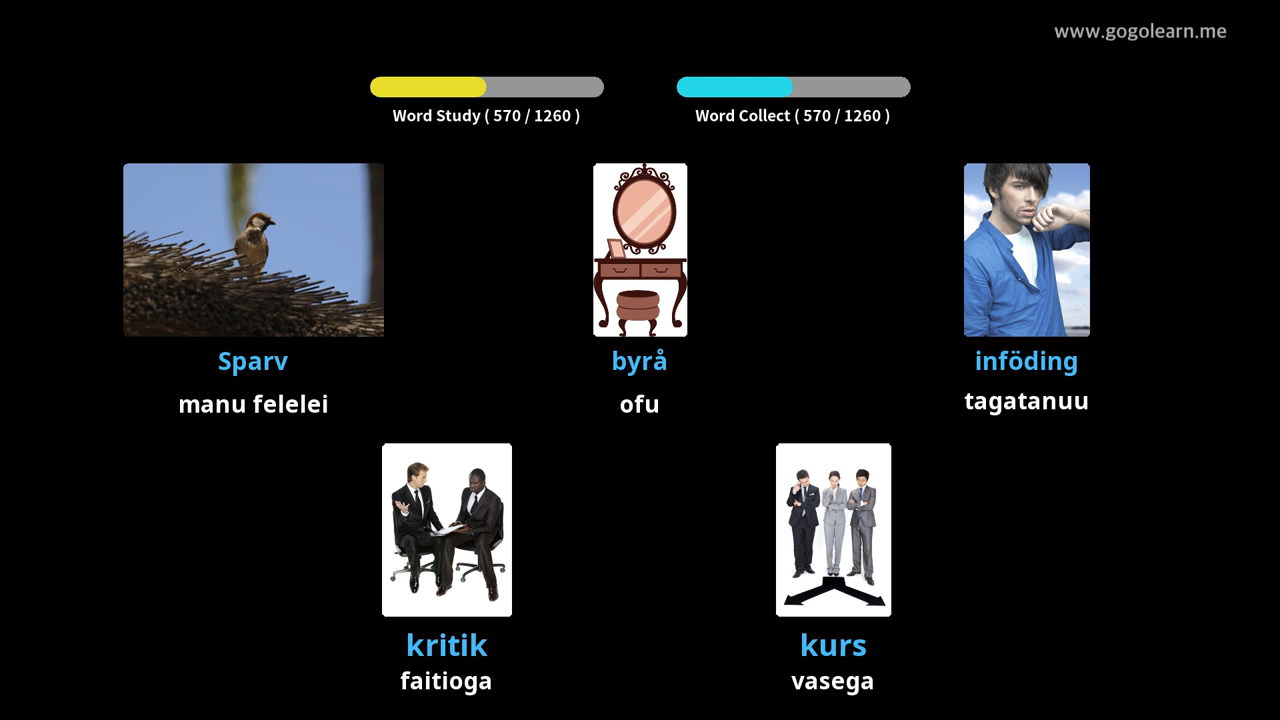 www.gogolearn.me
Word Study ( 570 / 1260 )
Word Collect ( 570 / 1260 )
Sparv
byrå
inföding
manu felelei
ofu
tagatanuu
kritik
kurs
faitioga
vasega